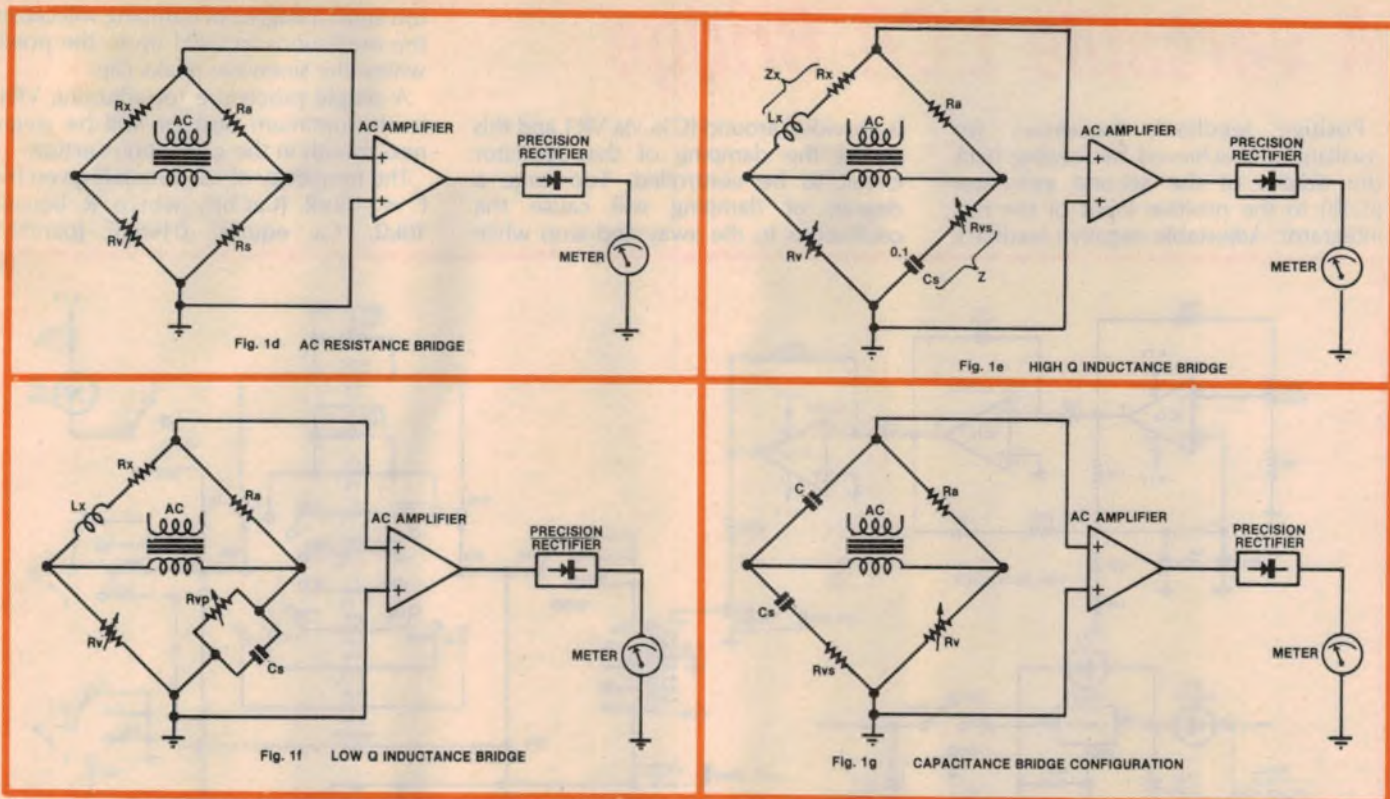 Rx
Ra
AC
AC AMPLIFIER
+
+
PRECISION
RECTIFIER
Rv
Rs
METER
Fig. 1d AC RESISTANCE BRIDGE
Zx
Rx
Lx
Ra
AC
AC AMPLIFIER
+
+
PRECISION
RECTIFIER
Rv
Rvs
0.1
Cs
Z
METER
Fig. 1e HIGH Q INDUCTANCE BRIDGE
Rx
Lx
Ra
AC
AC AMPLIFIER
+
+
PRECISION
RECTIFIER
Rvp
Rv
Cs
METER
Fig. 1f LOW Q INDUCTANCE BRIDGE
C
Ra
AC
AC AMPLIFIER
+
+
PRECISION
RECTIFIER
Cs
Rv
Rvs
METER
Fig. 1g CAPACITANCE BRIDGE CONFIGURATION